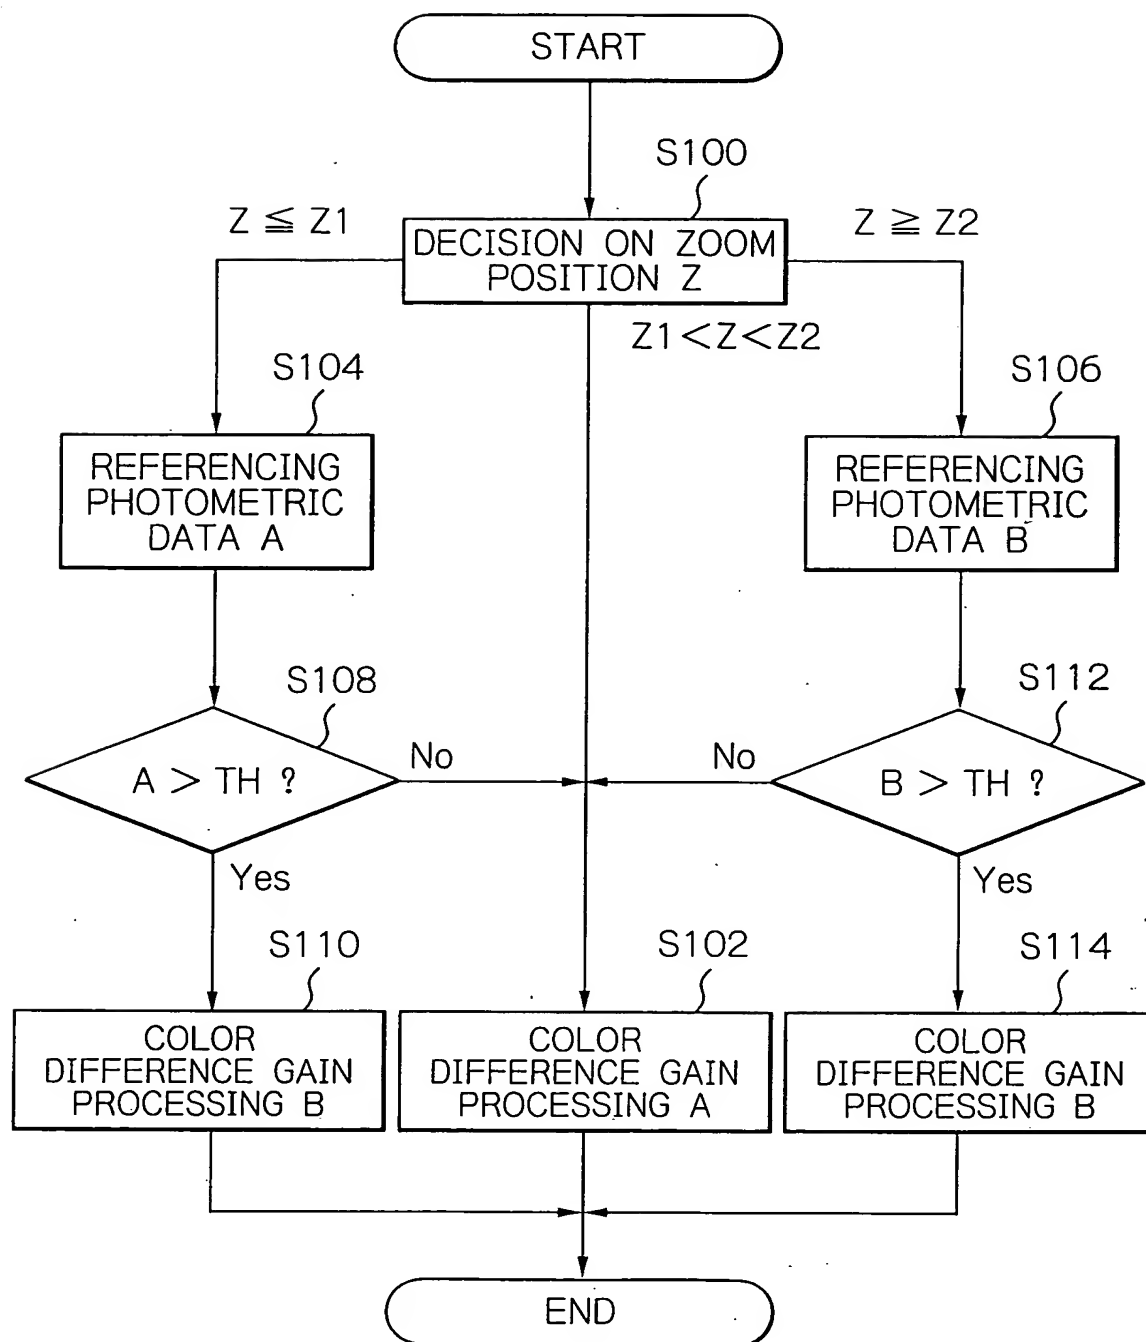 START
S100
Z ≦ Z1
DECISION ON ZOOM
POSITION Z
Z ≧ Z2
Z1<Z<Z2
S104
S106
REFERENCING
PHOTOMETRIC
DATA A
REFERENCING
PHOTOMETRIC
DATA B
S108
S112
A > TH ?
No
No
B > TH ?
Yes
Yes
S110
S102
S114
COLOR
DIFFERENCE GAIN
PROCESSING B
COLOR
DIFFERENCE GAIN
PROCESSING A
COLOR
DIFFERENCE GAIN
PROCESSING B
END